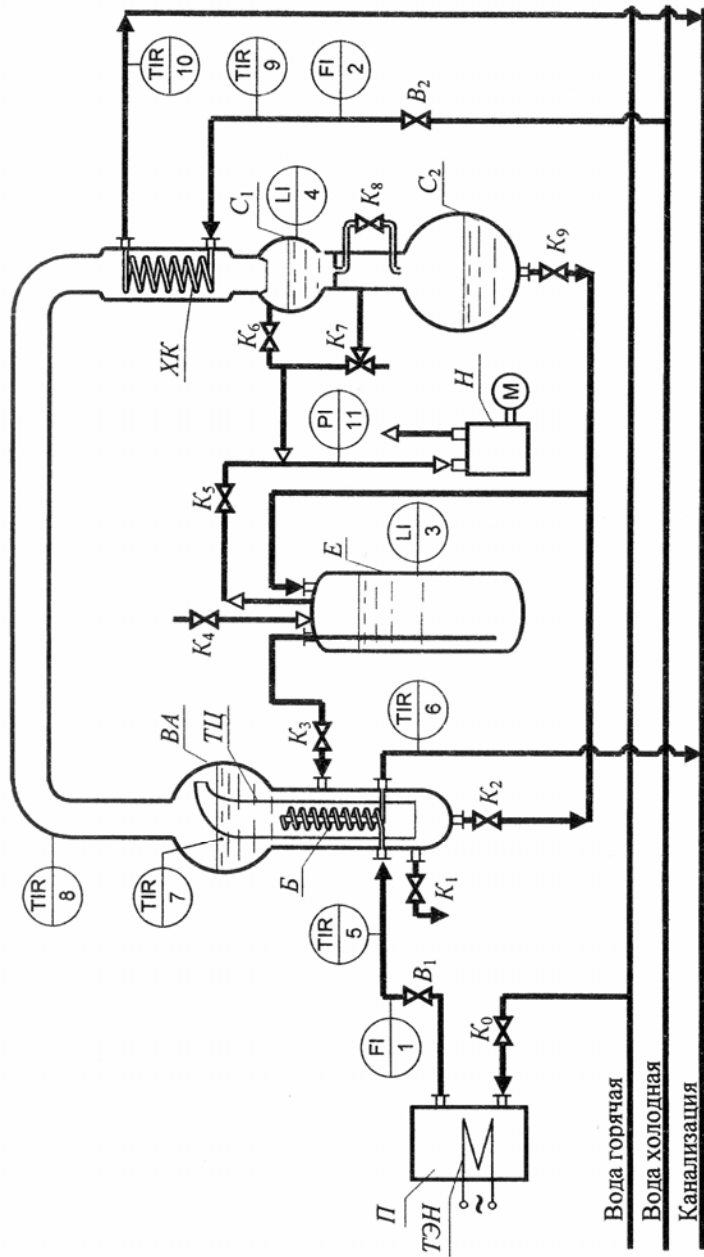 TIR
10
TIR
9
FI
2
B₂
C₁
LI
4
K₈
C₂
K₉
ХК
K₆
K₇
PI
11
Н
М
K₅
Е
LI
3
K₄
ВА
ТЦ
K₃
TIR
6
K₂
TIR
8
TIR
7
Б
K₁
TIR
5
B₁
FI
1
K₀
П
ТЭН
~
Вода горячая
Вода холодная
Канализация